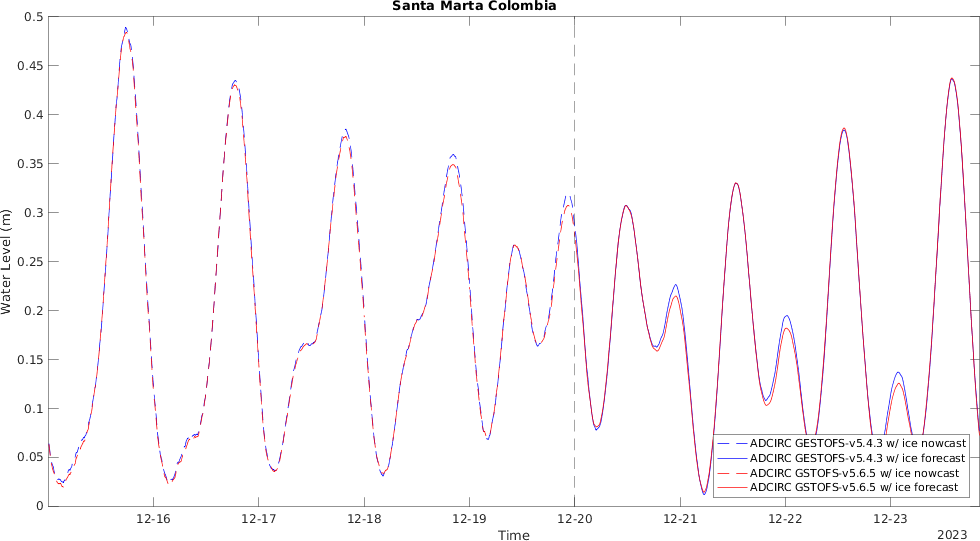 Santa Marta Colombia
0.5
0.45
0.4
0.35
0.3
0.25
0.2
0.15
0.1
0.05
0
Water Level (m)
ADCIRC GESTOFS-v5.4.3 w/ ice nowcast
ADCIRC GESTOFS-v5.4.3 w/ ice forecast
ADCIRC GSTOFS-v5.6.5 w/ ice nowcast
ADCIRC GSTOFS-v5.6.5 w/ ice forecast
12-16 12-17 12-18 12-19 12-20 12-21 12-22 12-23
Time
2023